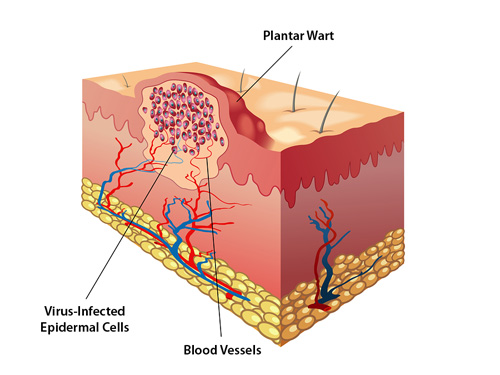 Plantar Wart
Virus-Infected
Epidermal Cells
Blood Vessels